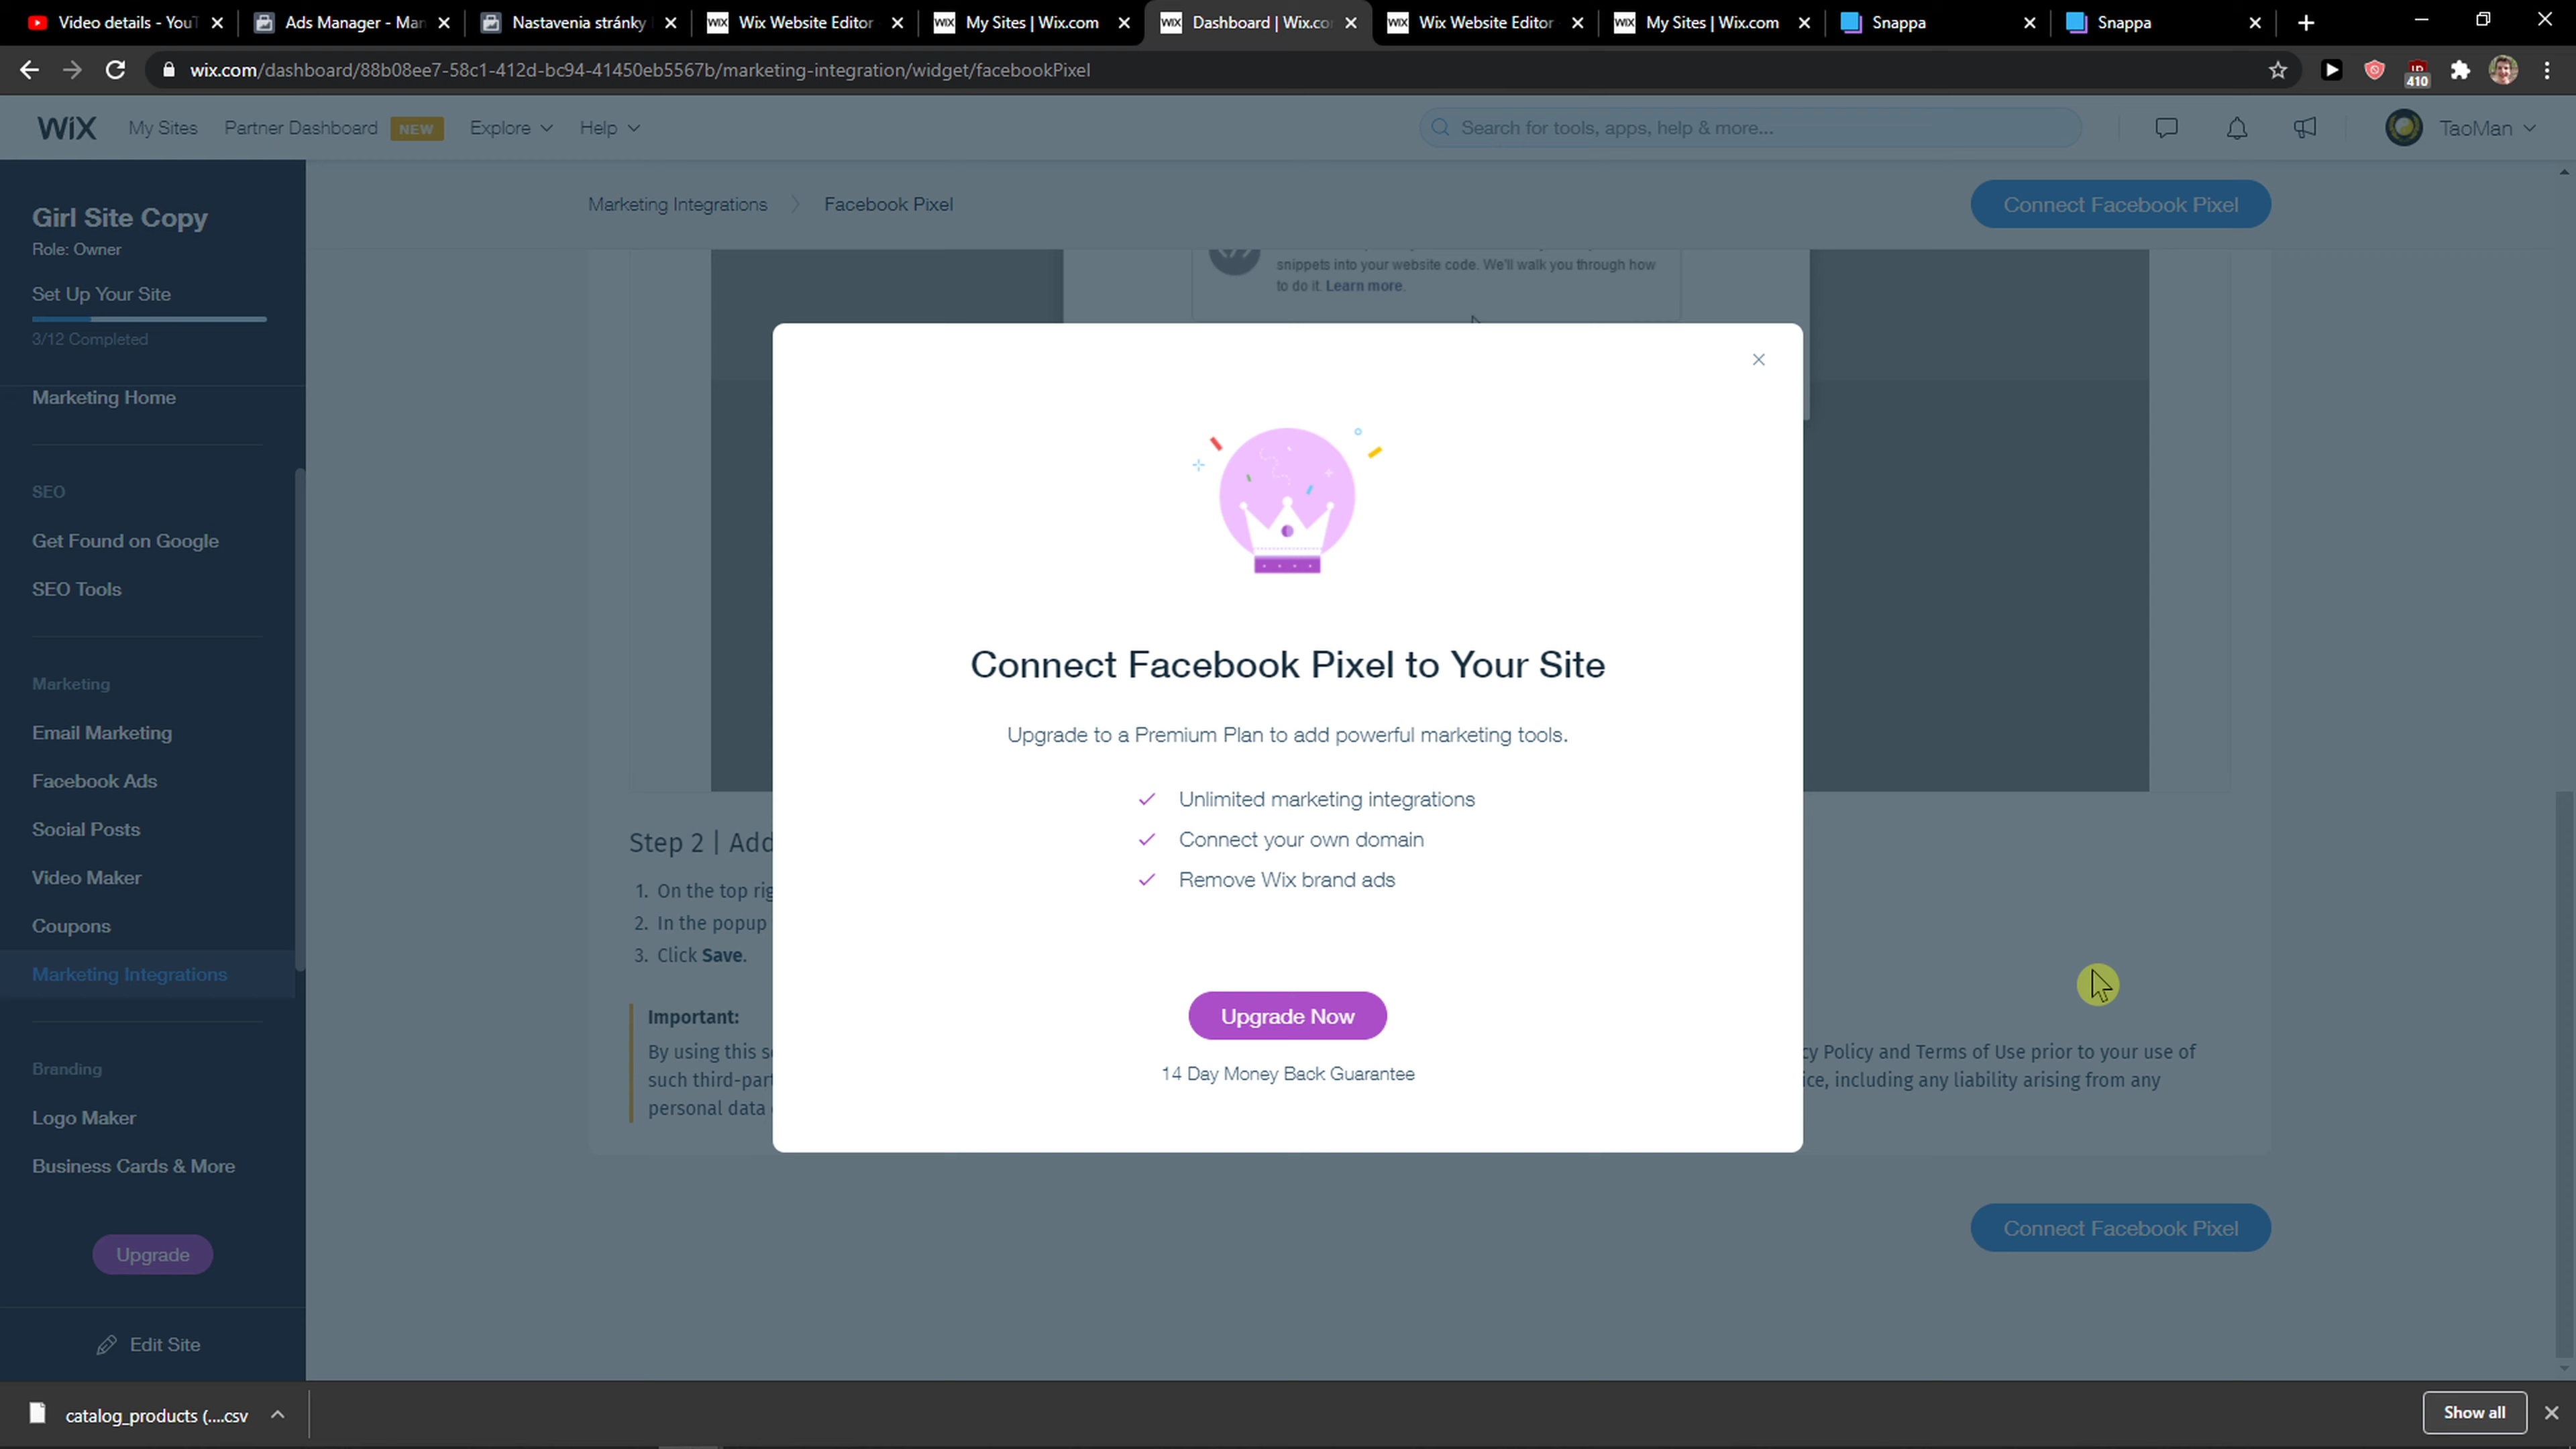 Video details - YouT
Ads Manager - Man
Nastavenia stránky
WIX Wix Website Editor
WIX My Sites | Wix.com
WIX Dashboard | Wix.co
WIX Wix Website Editor
WIX My Sites | Wix.com
Snappa
Snappa
wix.com/dashboard/88b08ee7-58c1-412d-bc94-41450eb5567b/marketing-integration/widget/facebookPixel
410
WiX
My Sites
Partner Dashboard
NEW
Explore
Help
Search for tools, apps, help & more...
TaoMan
Girl Site Copy
Role: Owner
Set Up Your Site
3/12 Completed
Marketing Home
SEO
Get Found on Google
SEO Tools
Marketing
Email Marketing
Facebook Ads
Social Posts
Video Maker
Coupons
Marketing Integrations
Branding
Logo Maker
Business Cards & More
Upgrade
Edit Site
Marketing Integrations
Facebook Pixel
Connect Facebook Pixel
snippets into your website code. We'll walk you through how
to do it. Learn more.
Connect Facebook Pixel to Your Site
Upgrade to a Premium Plan to add powerful marketing tools.
Unlimited marketing integrations
Connect your own domain
Remove Wix brand ads
Upgrade Now
14 Day Money Back Guarantee
Step 2 | Add
1. On the top rig
2. In the popup
3. Click Save.
Important:
By using this s
such third-part
personal data
cy Policy and Terms of Use prior to your use of
ice, including any liability arising from any
Connect Facebook Pixel
catalog_products (....csv
Show all